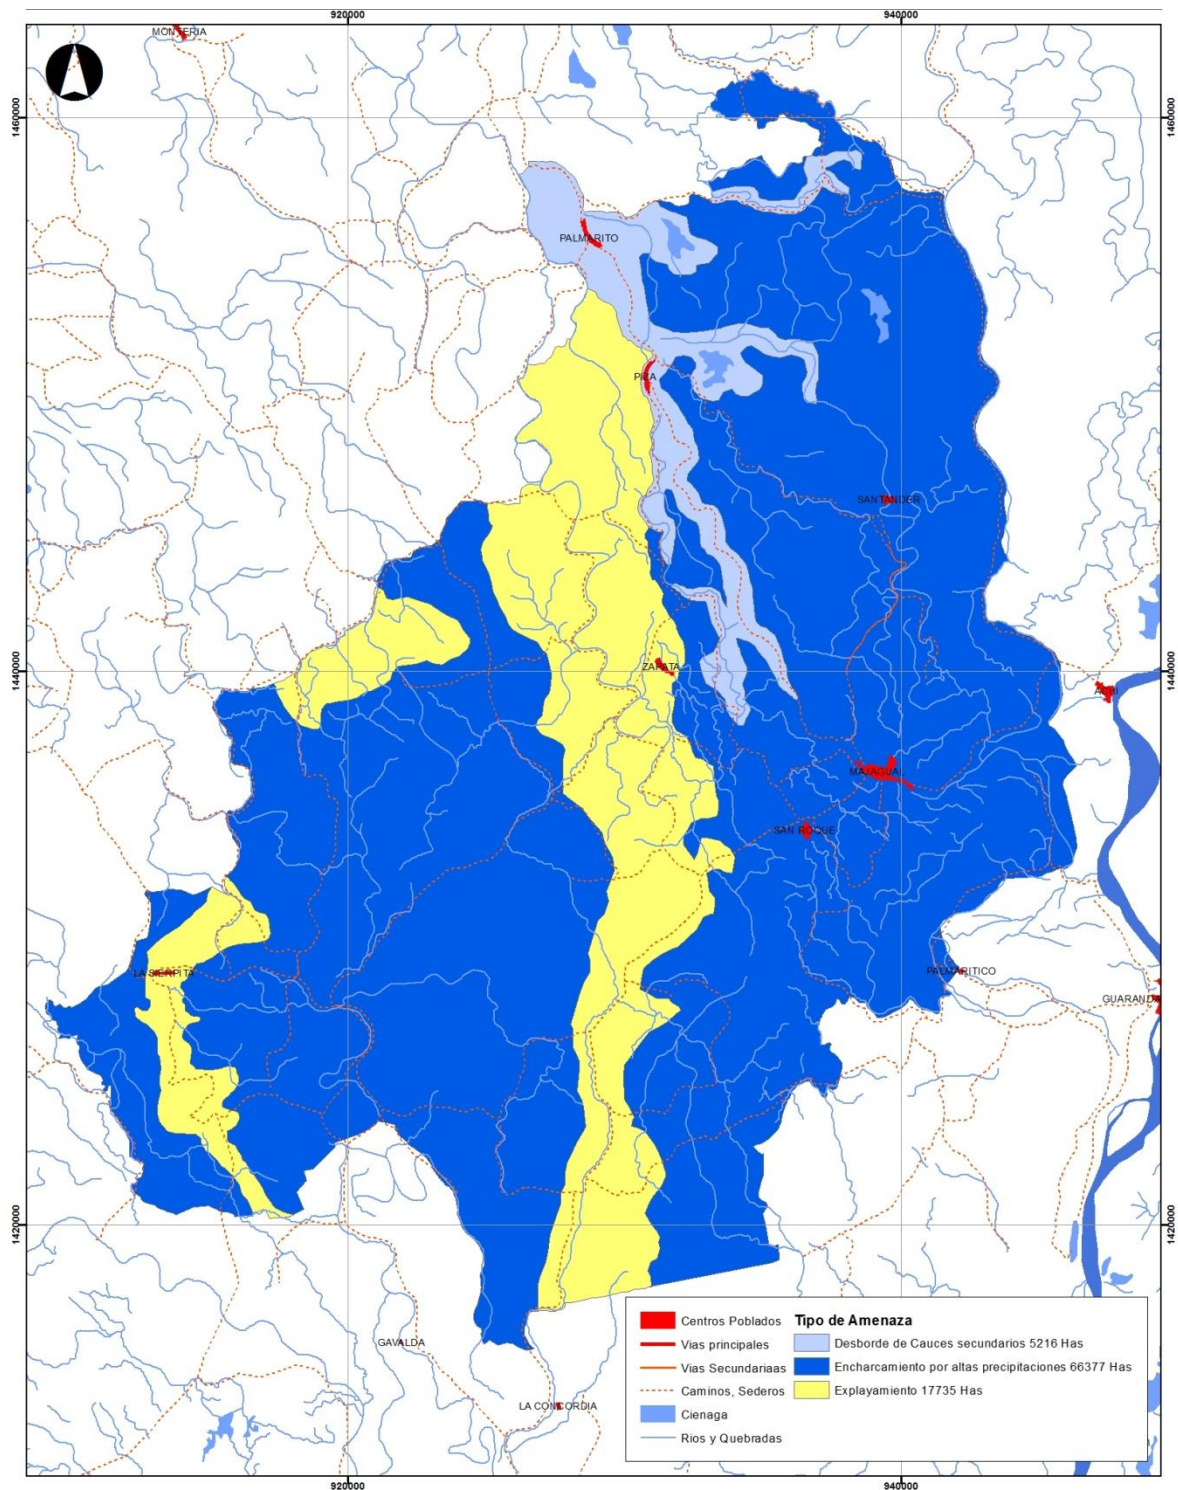 920000
940000
MONTERIA
1460000
1460000
PALMARITO
PIZA
SANTANDER
ZAPATA
1440000
1440000
ACHI
MAJAGUAL
SAN ROQUE
LA SIERPITA
PALMARITICO
GUARANDA
1420000
1420000
GAVALDA
LA CONCORDIA
Centros Poblados
Vias principales
Vias Secundariaas
Caminos, Sederos
Cienaga
Rios y Quebradas
Tipo de Amenaza
Desborde de Cauces secundarios 5216 Has
Encharcamiento por altas precipitaciones 66377 Has
Explayamiento 17735 Has
920000
940000